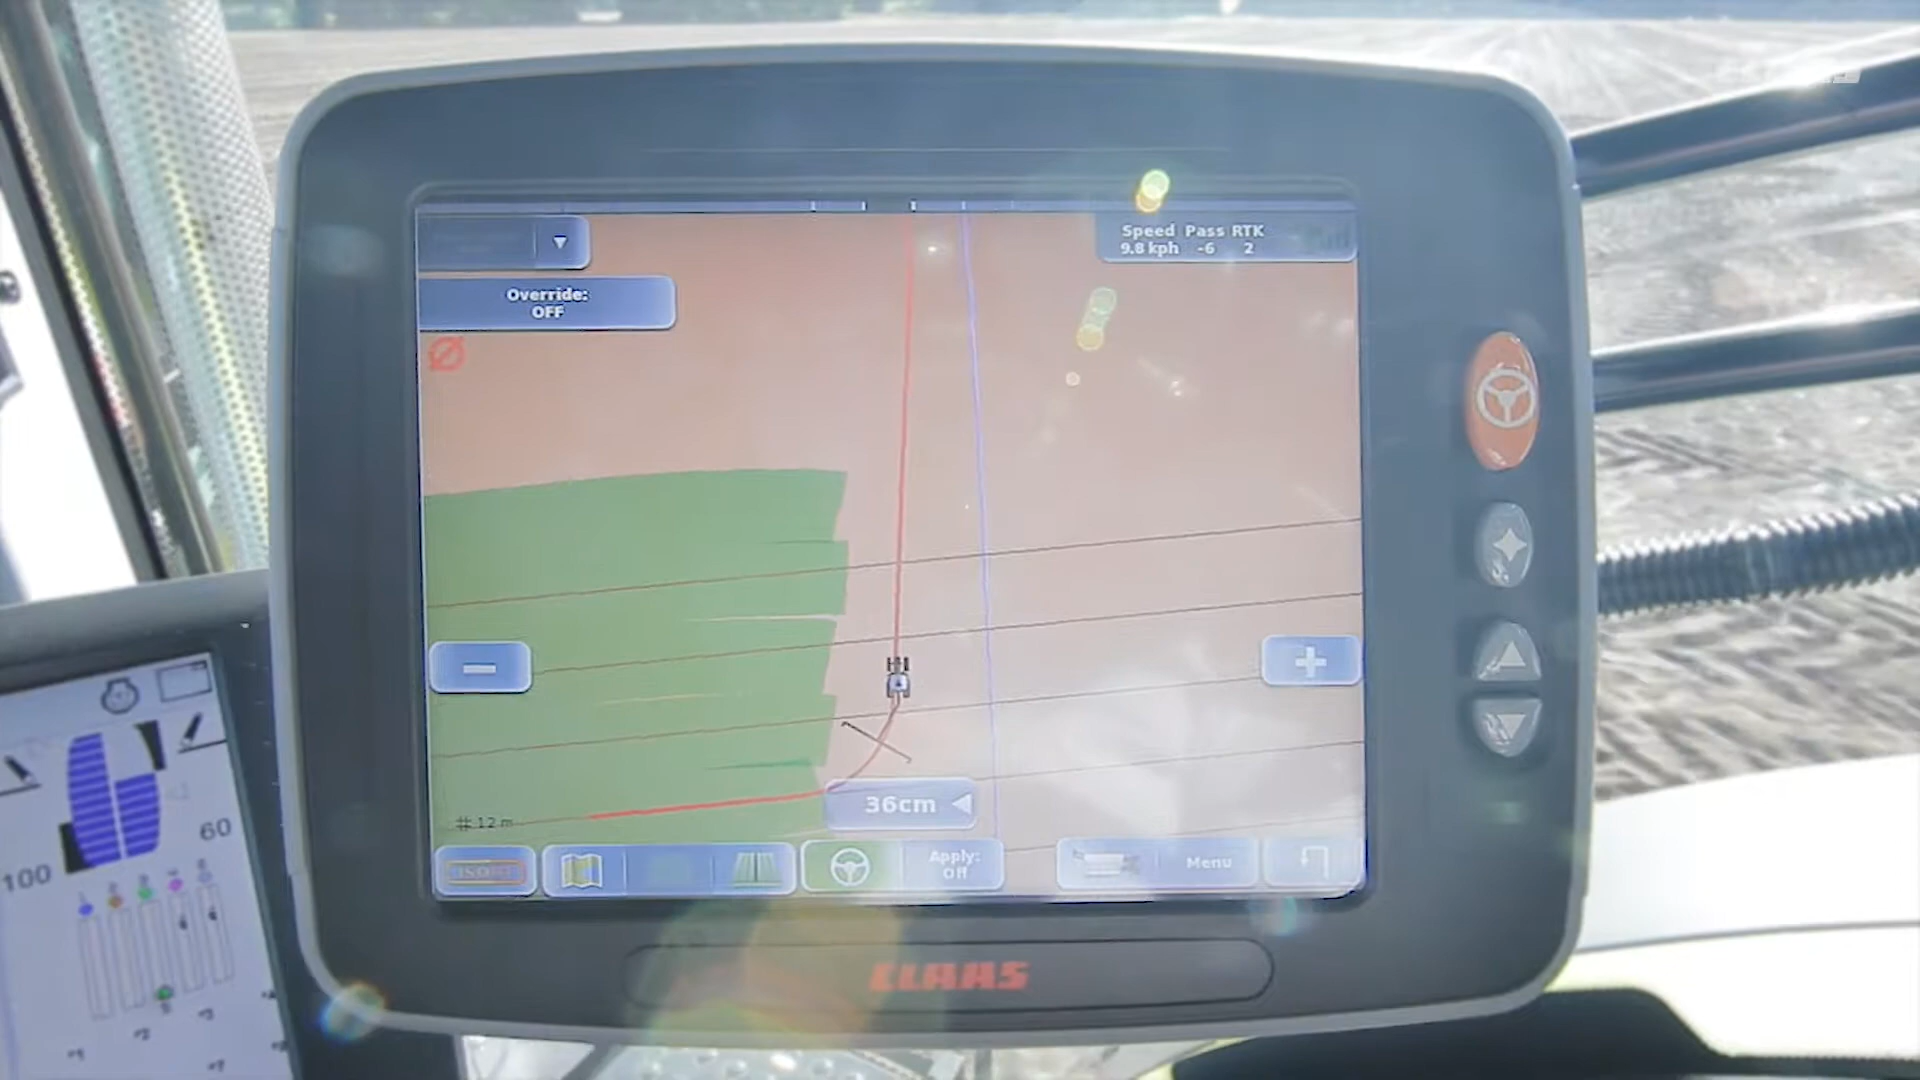 Speed Pass RTK
9.8 kph -6 2
Override:
OFF
36cm
12 m
Apply:
Off
Menu
CLAAS
60
100